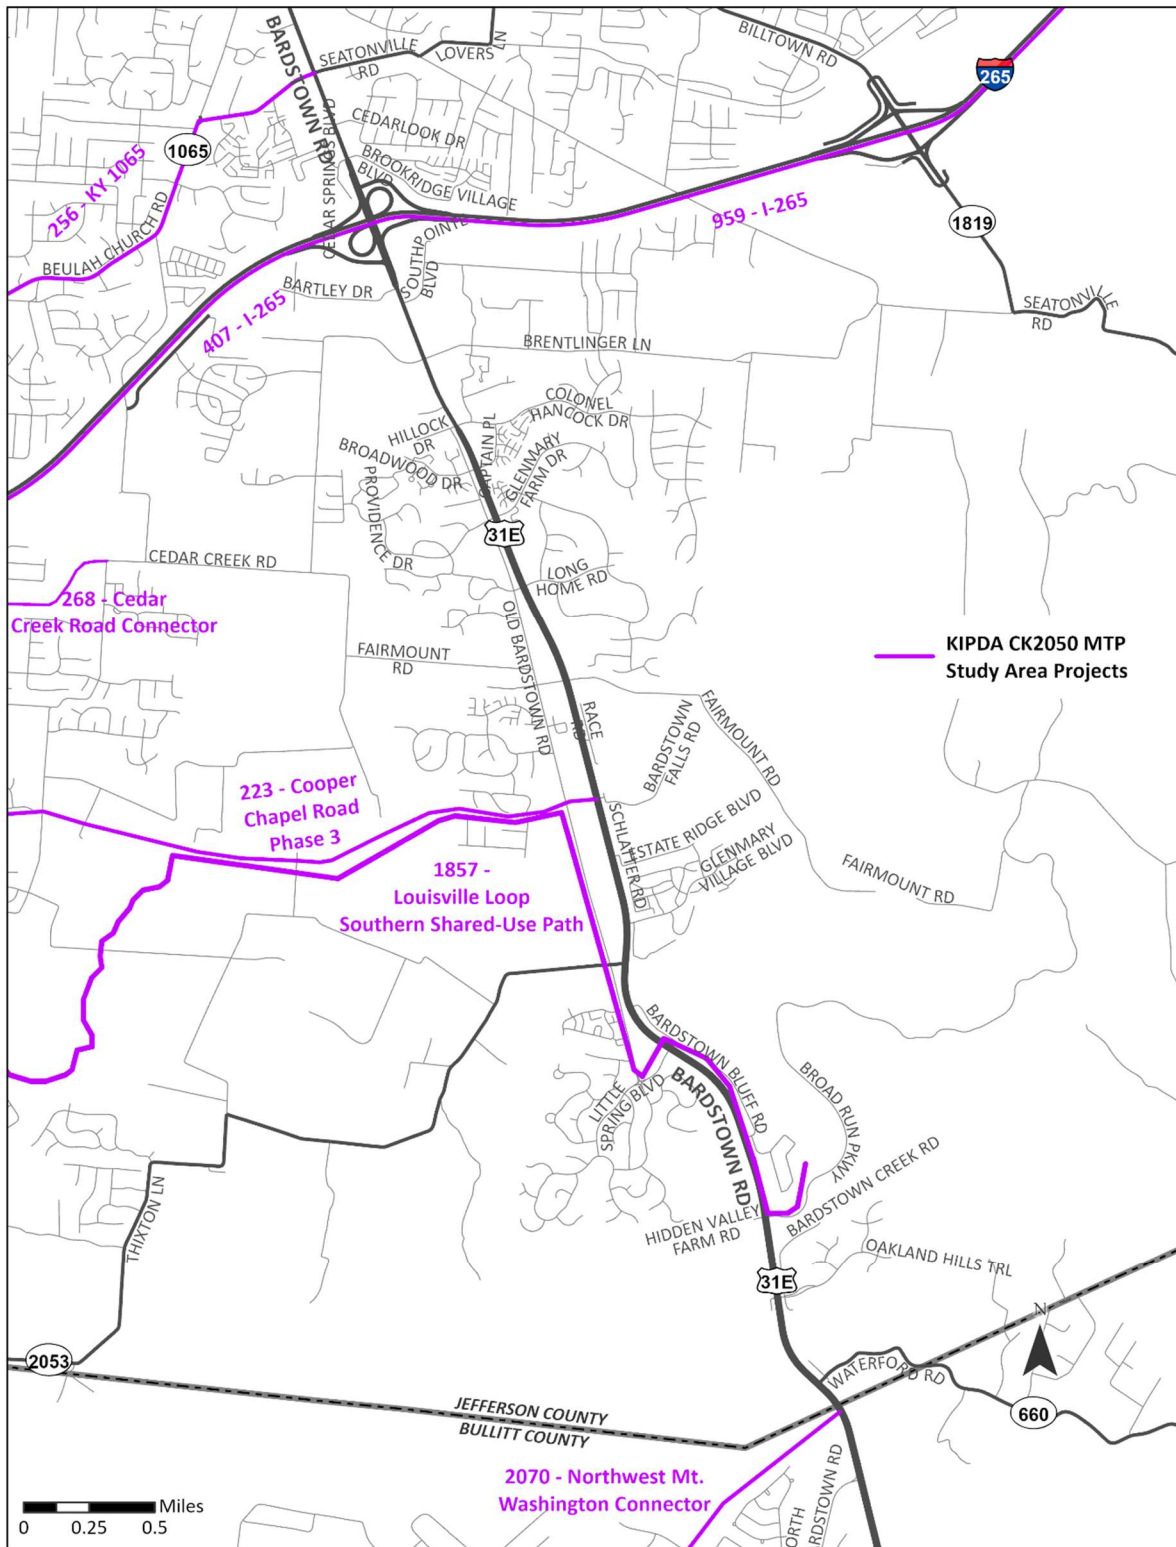 BARDSTOWN RD
SEATONVILLE
RD
LOVERS
LN
BILLTOWN RD
265
CEDAR SPRINGS BLVD
CEDARLOOK DR
1065
BROOKRIDGE VILLAGE
BLVD
256 - KY 1065
BEULAH CHURCH RD
959 - I-265
1819
SOUTHPOINTE
BLVD
BARTLEY DR
407 - I-265
SEATONVILLE
RD
BRENTLINGER LN
COLONEL
HANCOCK DR
HILLOCK
DR
CAPTAIN PL
BROADWOOD DR
GLENMARY
FARM DR
PROVIDENCE DR
31E
CEDAR CREEK RD
LONG
HOME RD
268 - Cedar
Creek Road Connector
OLD BARDSTOWN RD
FAIRMOUNT
RD
KIPDA CK2050 MTP
Study Area Projects
RACE
RD
BARDSTOWN
FALLS RD
FAIRMOUNT RD
223 - Cooper
Chapel Road
Phase 3
SCHLATTER RD
ESTATE RIDGE BLVD
GLENMARY
VILLAGE BLVD
FAIRMOUNT RD
1857 -
Louisville Loop
Southern Shared-Use Path
BARDSTOWN BLUFF RD
BARDSTOWN RD
LITTLE
SPRING BLVD
BROAD RUN PKWY
BARDSTOWN CREEK RD
THIXTON LN
HIDDEN VALLEY
FARM RD
OAKLAND HILLS TRL
31E
N
2053
WATERFORD RD
660
JEFFERSON COUNTY
BULLITT COUNTY
2070 - Northwest Mt.
Washington Connector
Miles
0 0.25 0.5